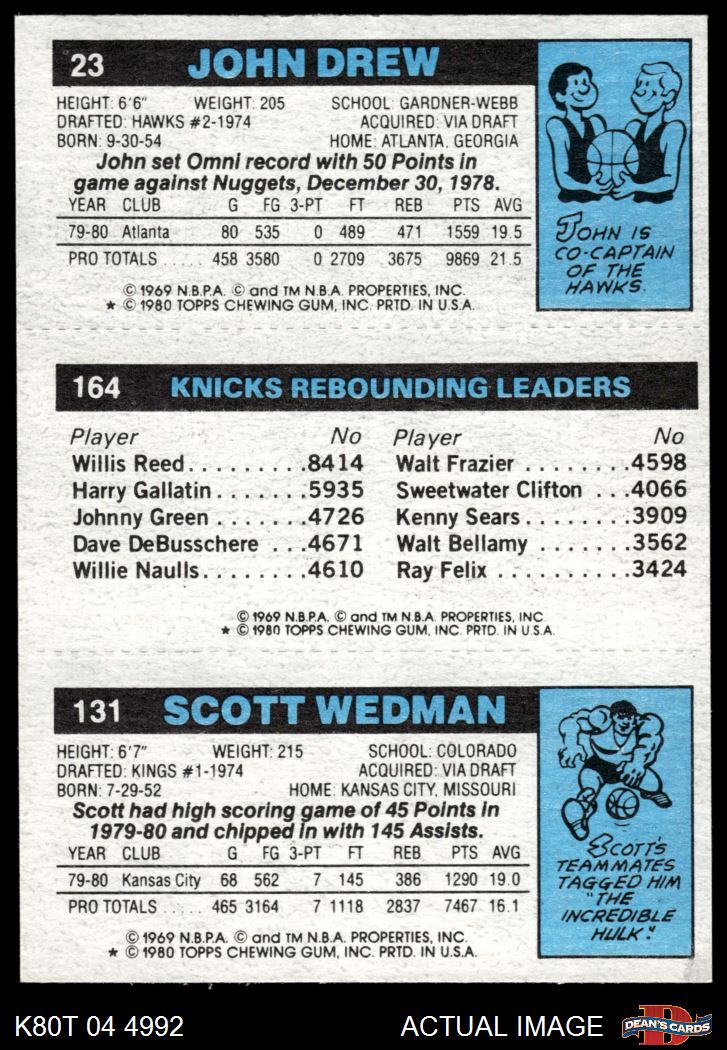 23 JOHN DREW
HEIGHT: 6'6" WEIGHT: 205 SCHOOL: GARDNER-WEBB
DRAFTED: HAWKS #2-1974 ACQUIRED: VIA DRAFT
BORN: 9-30-54 HOME: ATLANTA, GEORGIA
John set Omni record with 50 Points in
game against Nuggets, December 30, 1978.
YEAR CLUB G FG 3-PT FT REB PTS AVG
79-80 Atlanta 80 535 0 489 471 1559 19.5
PRO TOTALS ..... 458 3580 0 2709 3675 9869 21.5
© 1969 N.B.P.A. © and TM N.B.A. PROPERTIES, INC.
★ © 1980 TOPPS CHEWING GUM, INC. PRTD. IN U.S.A.
JOHN IS
CO-CAPTAIN
OF THE
HAWKS.
164 KNICKS REBOUNDING LEADERS
Player No Player No
Willis Reed.........8414 Walt Frazier ........4598
Harry Gallatin.......5935 Sweetwater Clifton ...4066
Johnny Green .......4726 Kenny Sears........3909
Dave DeBusschere ...4671 Walt Bellamy .......3562
Willie Naulls........4610 Ray Felix ..........3424
© 1969 N.B.P.A. © and TM N.B.A. PROPERTIES, INC
★ © 1980 TOPPS CHEWING GUM, INC. PRTD. IN U.S.A.
131 SCOTT WEDMAN
HEIGHT: 6'7" WEIGHT: 215 SCHOOL: COLORADO
DRAFTED: KINGS #1-1974 ACQUIRED: VIA DRAFT
BORN: 7-29-52 HOME: KANSAS CITY, MISSOURI
Scott had high scoring game of 45 Points in
1979-80 and chipped in with 145 Assists.
YEAR CLUB G FG 3-PT FT REB PTS AVG
79-80 Kansas City 68 562 7 145 386 1290 19.0
PRO TOTALS ..... 465 3164 7 1118 2837 7467 16.1
© 1969 N.B.P.A. © and TM N.B.A. PROPERTIES, INC.
★ © 1980 TOPPS CHEWING GUM, INC. PRTD. IN U.S.A.
SCOTT'S
TEAMMATES
TAGGED HIM
"THE
INCREDIBLE
HULK."
K80T 04 4992 ACTUAL IMAGE D DEAN'S CARDS